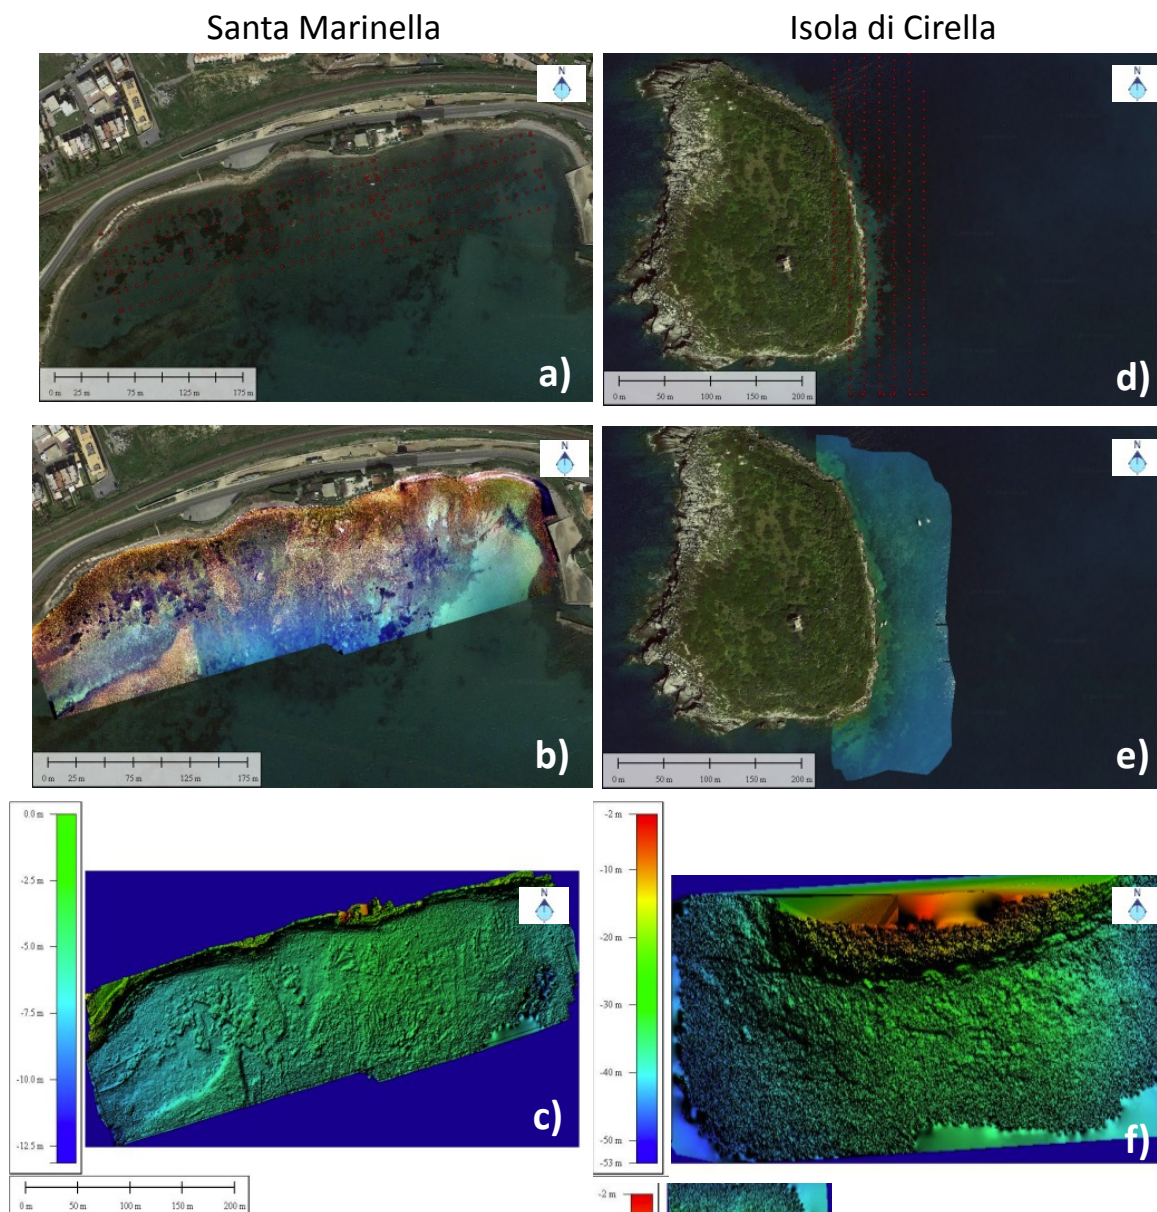 Santa Marinella
Isola di Cirella
N
N
a)
d)
0 m 25 m 75 m 125 m 175 m
0 m 50 m 100 m 150 m 200 m
N
N
b)
e)
0 m 25 m 75 m 125 m 175 m
0 m 50 m 100 m 150 m 200 m
0.0 m
-2.5 m
-5.0 m
-7.5 m
-10.0 m
-12.5 m
N
c)
0 m 50 m 100 m 150 m 200 m
-2 m
-10 m
-20 m
-30 m
-40 m
-50 m
-53 m
N
f)
-2 m